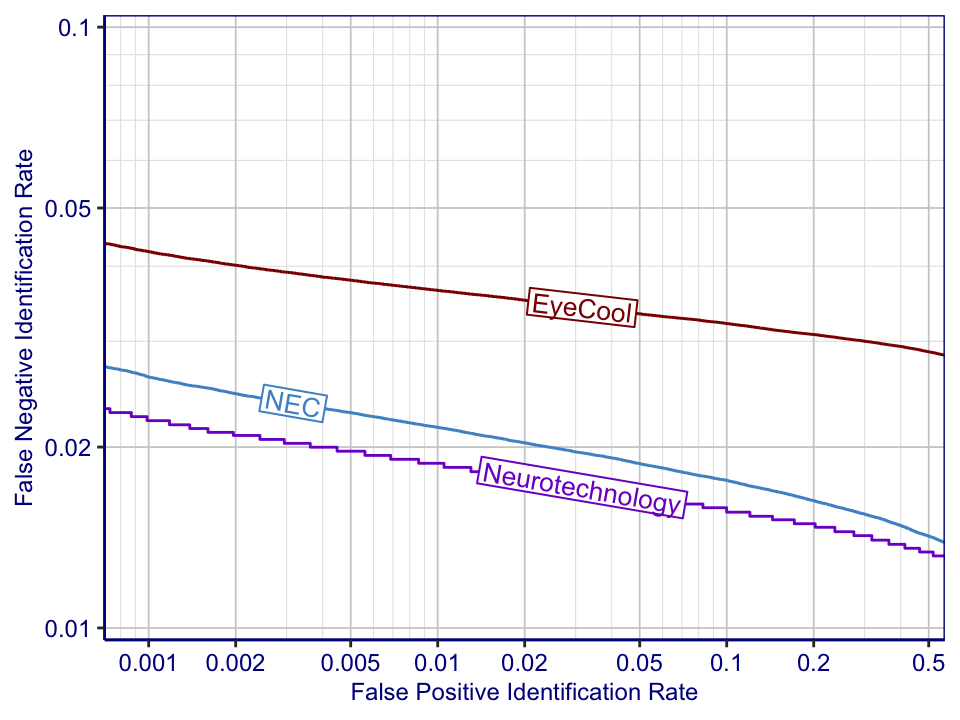 False Negative Identification Rate
0.1
0.05
0.02
0.01
EyeCool
NEC
Neurotechnology
0.001 0.002 0.005 0.01 0.02 0.05 0.1 0.2 0.5
False Positive Identification Rate